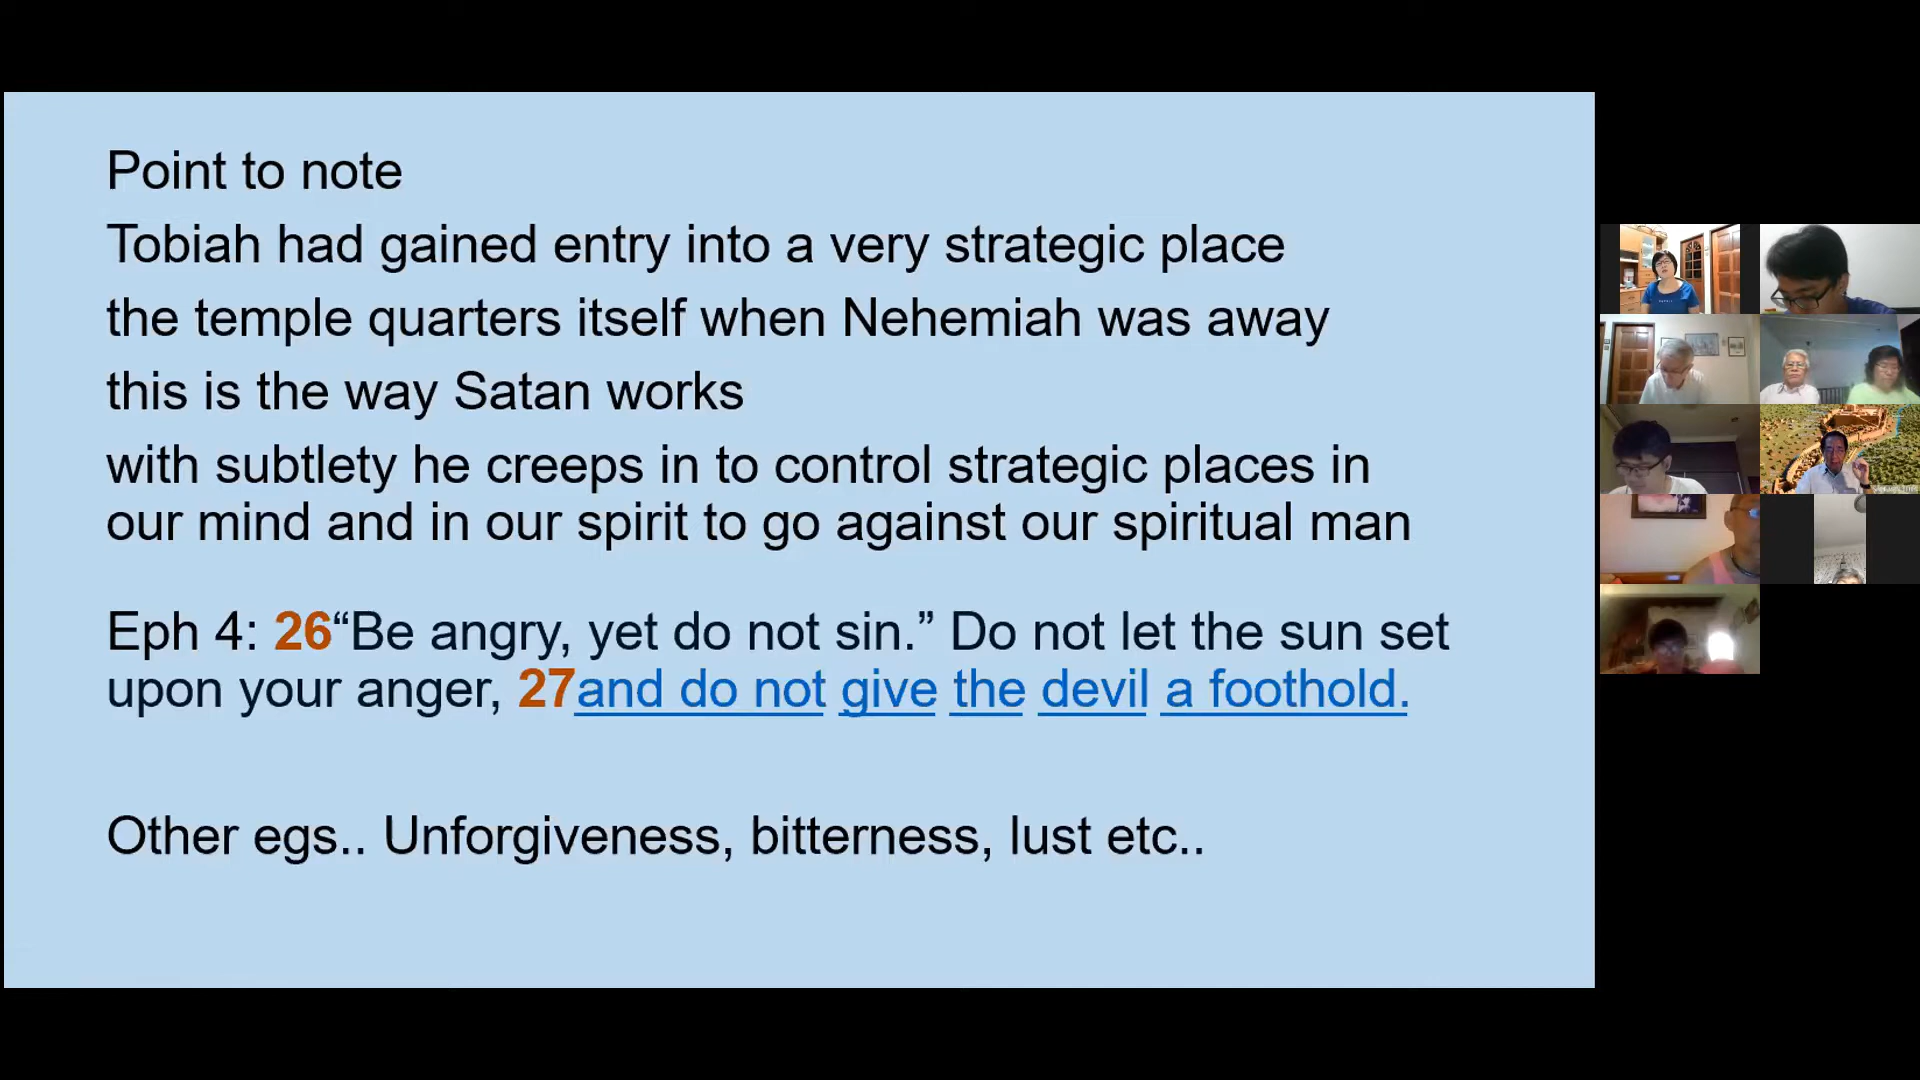 Point to note
Tobiah had gained entry into a very strategic place
the temple quarters itself when Nehemiah was away
this is the way Satan works
with subtlety he creeps in to control strategic places in
our mind and in our spirit to go against our spiritual man
Eph 4: 26“Be angry, yet do not sin.” Do not let the sun set
upon your anger, 27and do not give the devil a foothold.
Other egs.. Unforgiveness, bitterness, lust etc..